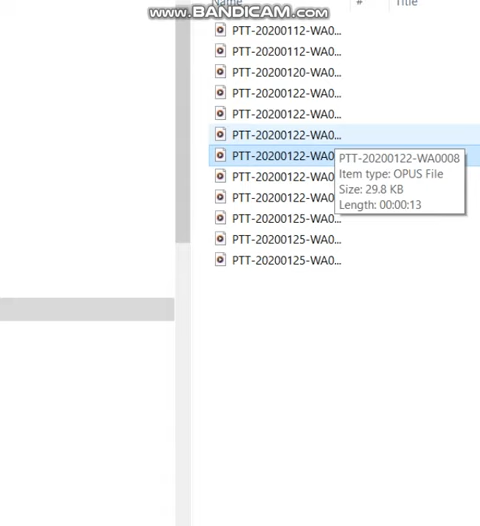 www.BANDICAM.com
Name # Title
PTT-20200112-WA0...
PTT-20200112-WA0...
PTT-20200120-WA0...
PTT-20200122-WA0...
PTT-20200122-WA0...
PTT-20200122-WA0...
PTT-20200122-WA0
PTT-20200122-WA0
PTT-20200122-WA0
PTT-20200125-WA0...
PTT-20200125-WA0...
PTT-20200125-WA0...
PTT-20200122-WA0008
Item type: OPUS File
Size: 29.8 KB
Length: 00:00:13